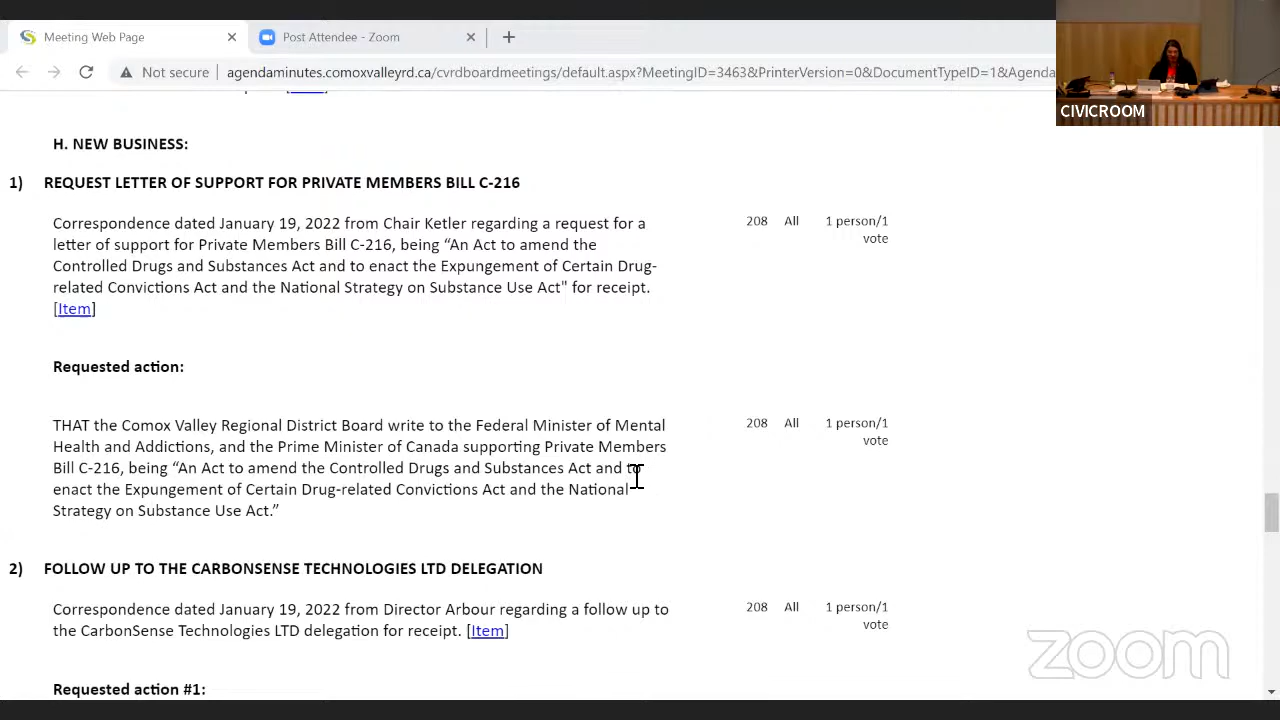 Meeting Web Page
Post Attendee - Zoom
Not secure
agendaminutes.comoxvalleyrd.ca/cvrdboardmeetings/default.aspx?MeetingID=3463&PrinterVersion=0&DocumentTypeID=1&Agenda
CIVICROOM
H. NEW BUSINESS:
1) REQUEST LETTER OF SUPPORT FOR PRIVATE MEMBERS BILL C-216
Correspondence dated January 19, 2022 from Chair Ketler regarding a request for a 208 All 1 person/1
letter of support for Private Members Bill C-216, being “An Act to amend the vote
Controlled Drugs and Substances Act and to enact the Expungement of Certain Drug-
related Convictions Act and the National Strategy on Substance Use Act" for receipt.
[Item]
Requested action:
THAT the Comox Valley Regional District Board write to the Federal Minister of Mental 208 All 1 person/1
Health and Addictions, and the Prime Minister of Canada supporting Private Members vote
Bill C-216, being “An Act to amend the Controlled Drugs and Substances Act and to
enact the Expungement of Certain Drug-related Convictions Act and the National
Strategy on Substance Use Act.”
2) FOLLOW UP TO THE CARBONSENSE TECHNOLOGIES LTD DELEGATION
Correspondence dated January 19, 2022 from Director Arbour regarding a follow up to 208 All 1 person/1
the CarbonSense Technologies LTD delegation for receipt. [Item] vote
zoom
Requested action #1: